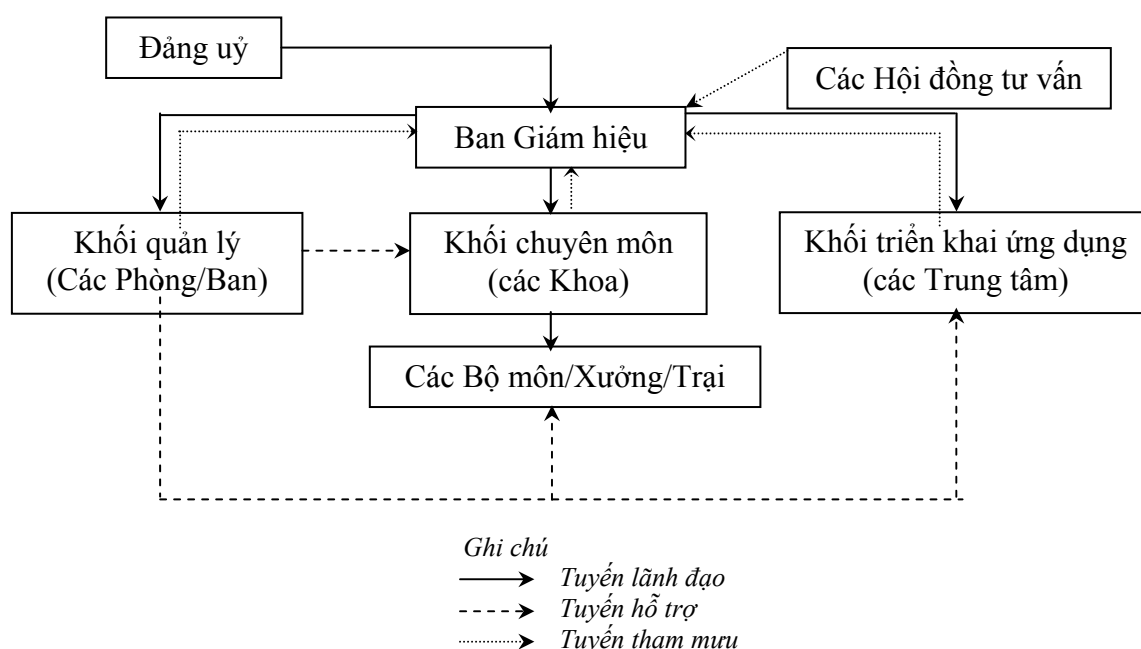 Đảng uỷ
Các Hội đồng tư vấn
Ban Giám hiệu
Khối quản lý
(Các Phòng/Ban)
Khối chuyên môn
(các Khoa)
Khối triển khai ứng dụng
(các Trung tâm)
Các Bộ môn/Xưởng/Trại
Ghi chú
Tuyến lãnh đạo
Tuyến hỗ trợ
Tuyến tham mưu